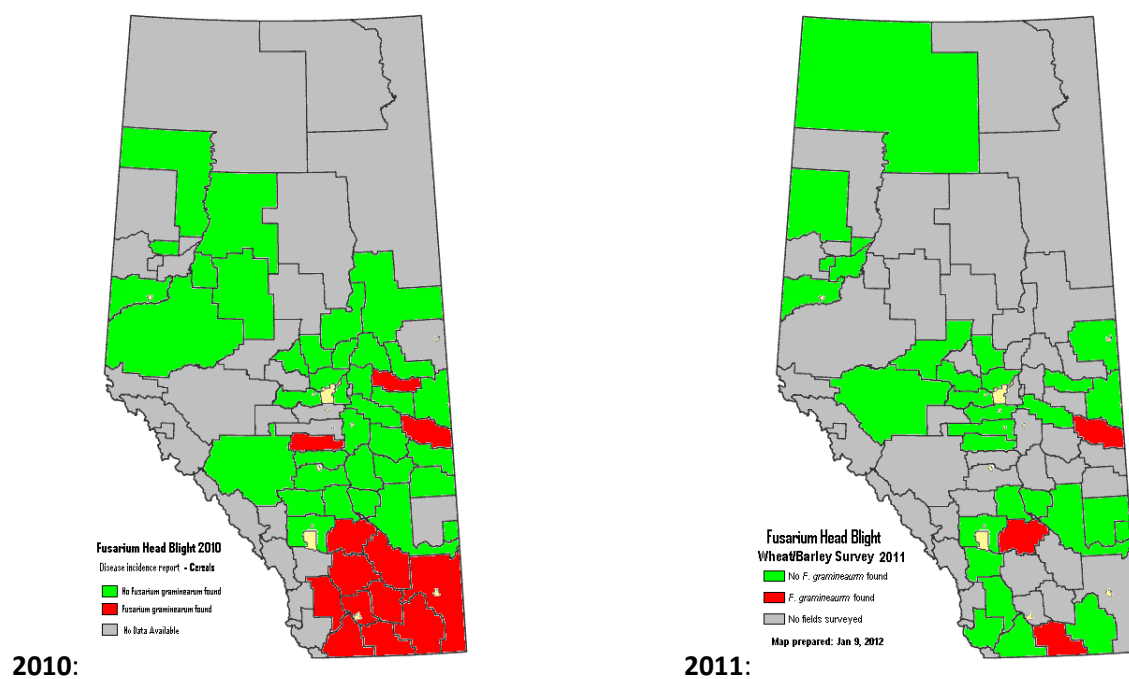 Fusarium Head Blight 2010
Disease incidence report - Cereals
No Fusarium graminearum found
Fusarium graminearum found
No Data Available
2010:
Fusarium Head Blight
Wheat/Barley Survey 2011
No F. gramineaurm found
F. gramineaurm found
No fields surveyed
Map prepared: Jan 9, 2012
2011: